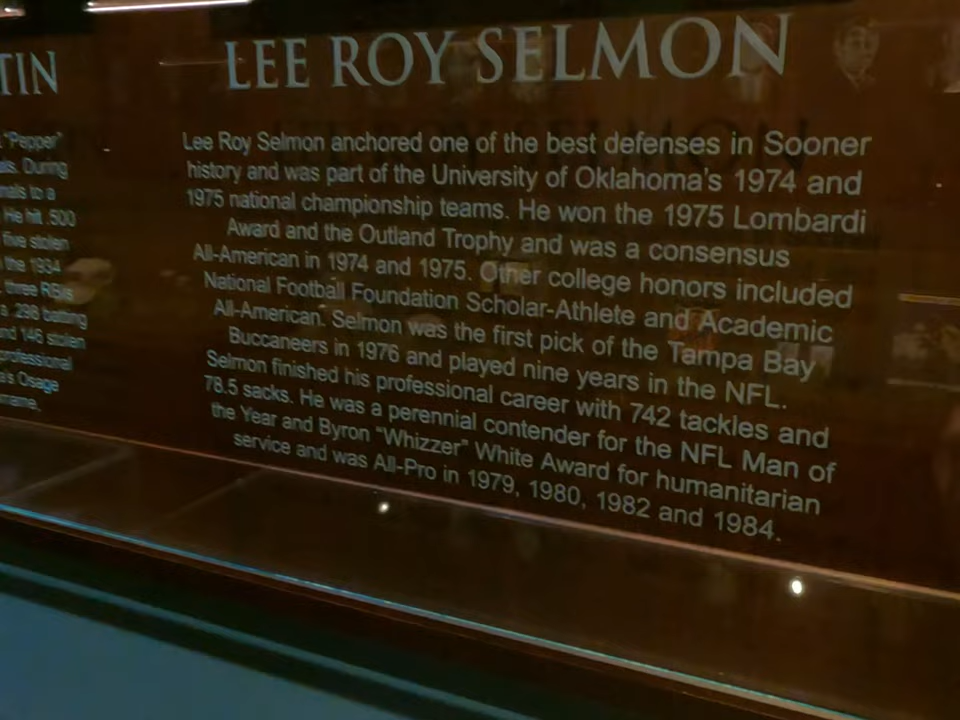 TIN
"Pepper"
During
to a
He hit .500
five stolen
the 1934
three RBIs
a .298 batting
and 146 stolen
professional
Osage
LEE ROY SELMON
Lee Roy Selmon anchored one of the best defenses in Sooner
history and was part of the University of Oklahoma's 1974 and
1975 national championship teams. He won the 1975 Lombardi
Award and the Outland Trophy and was a consensus
All-American in 1974 and 1975. Other college honors included
National Football Foundation Scholar-Athlete and Academic
All-American. Selmon was the first pick of the Tampa Bay
Buccaneers in 1976 and played nine years in the NFL.
Selmon finished his professional career with 742 tackles and
78.5 sacks. He was a perennial contender for the NFL Man of
the Year and Byron "Whizzer" White Award for humanitarian
service and was All-Pro in 1979, 1980, 1982 and 1984.